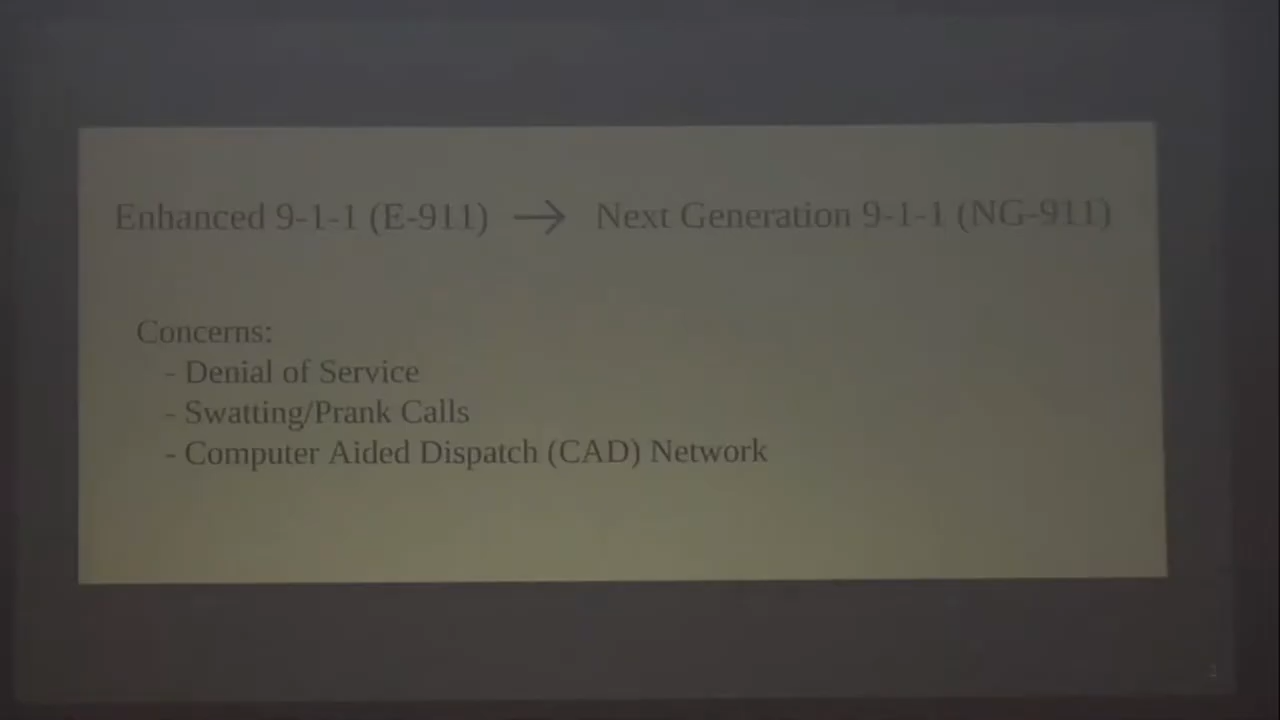 Enhanced 9-1-1 (E-911) → Next Generation 9-1-1 (NG-911)
Concerns:
- Denial of Service
- Swatting/Prank Calls
- Computer Aided Dispatch (CAD) Network